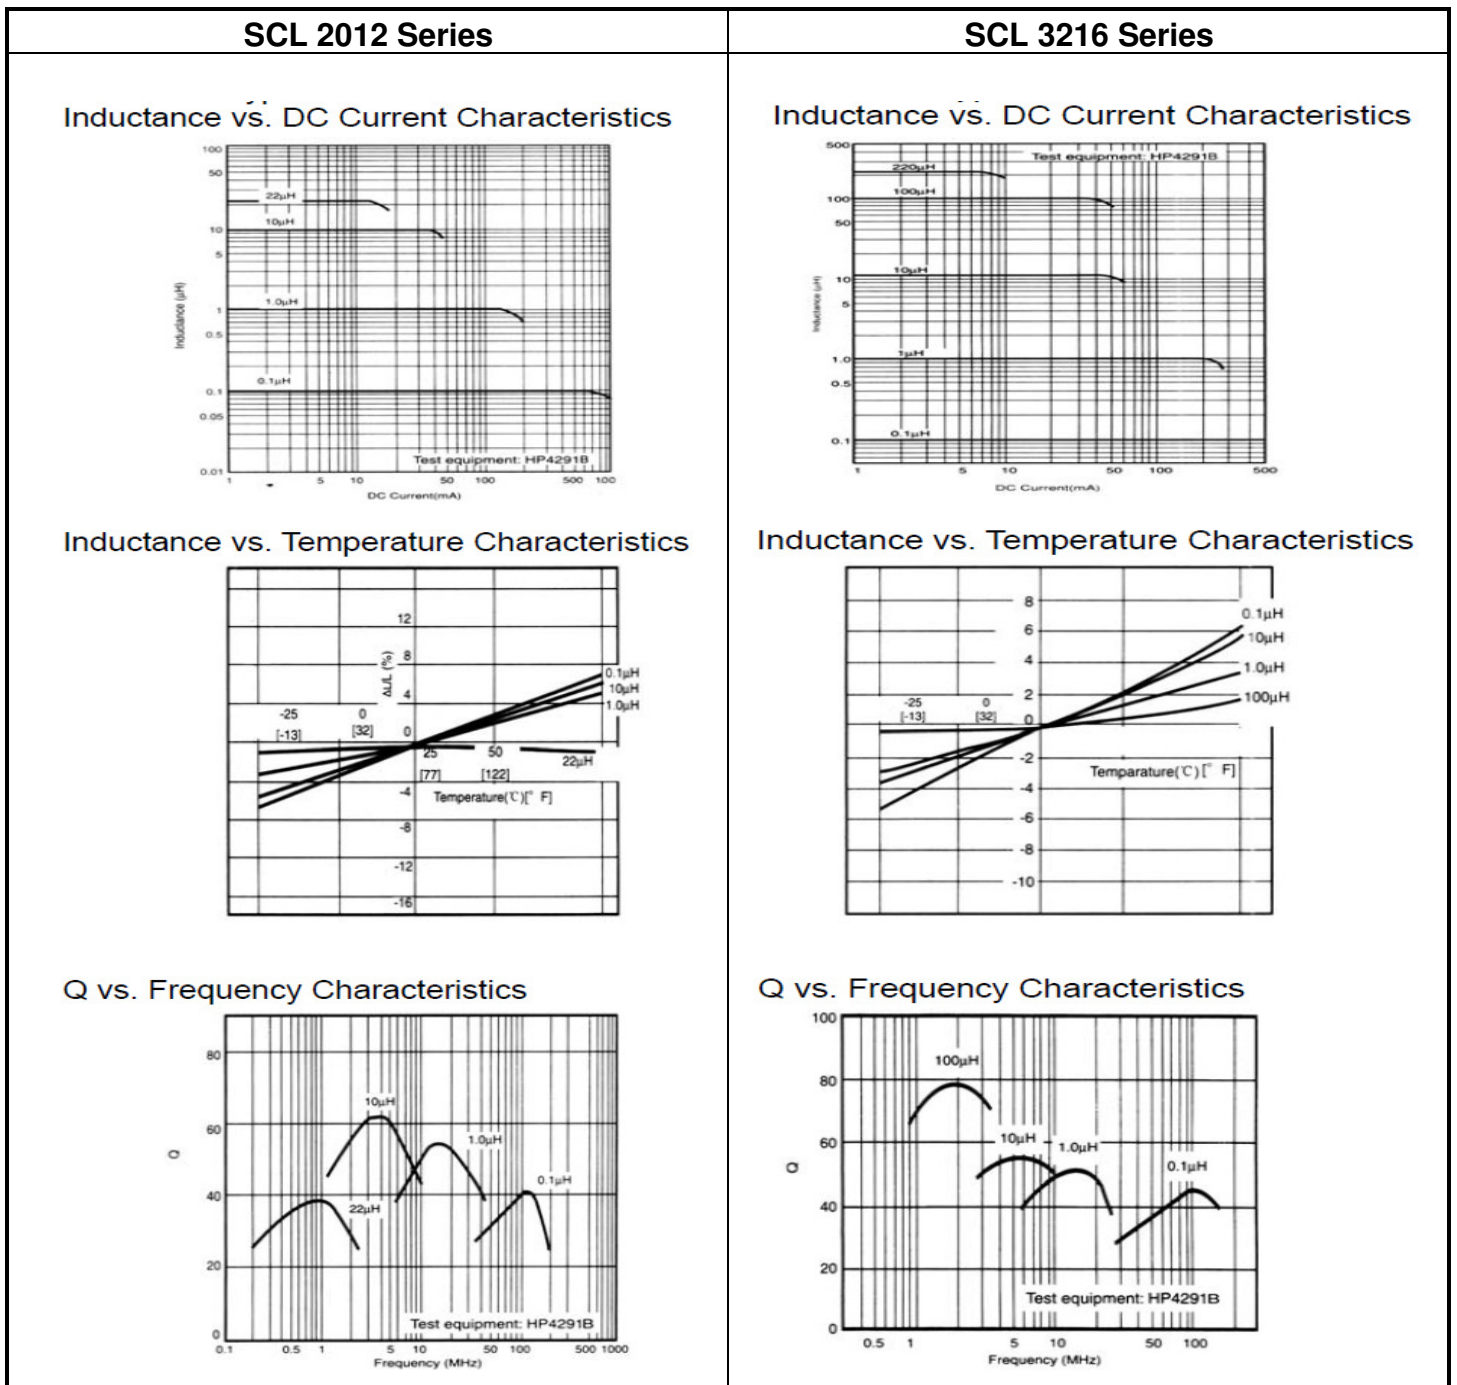 SCL 2012 Series
SCL 3216 Series
Inductance vs. DC Current Characteristics
100
50
22µH
10µH
10
5
1.0µH
1
0.5
0.1µH
0.1
0.05
Test equipment: HP4291B
0.01
1 5 10 50 100 500 100
DC Current(mA)
Inductance (µH)
Inductance vs. DC Current Characteristics
500
Test equipment: HP4291B
220µH
100µH
100
50
10µH
10
5
1µH
1.0
0.5
0.1µH
0.1
1 5 10 50 100 500
DC Current(mA)
Inductance (µH)
Inductance vs. Temperature Characteristics
12
8
ΔL/L (%)
4
0.1µH
10µH
1.0µH
-25 0
[-13] [32]
0
25 50
22µH
[77] [122]
-4
Temperature(℃)[° F]
-8
-12
-16
Inductance vs. Temperature Characteristics
8
0.1µH
6
10µH
4
1.0µH
2
100µH
-25 0
[-13] [32]
0
-2
Temparature(℃)[° F]
-4
-6
-8
-10
Q vs. Frequency Characteristics
80
10µH
60
1.0µH
Q
0.1µH
40
22µH
20
Test equipment: HP4291B
0
0.1 0.5 1 5 10 50 100 500 1000
Frequency (MHz)
Q vs. Frequency Characteristics
100
100µH
80
10µH
60
1.0µH
0.1µH
Q
40
20
Test equipment: HP4291B
0
0.5 1 5 10 50 100
Frequency (MHz)